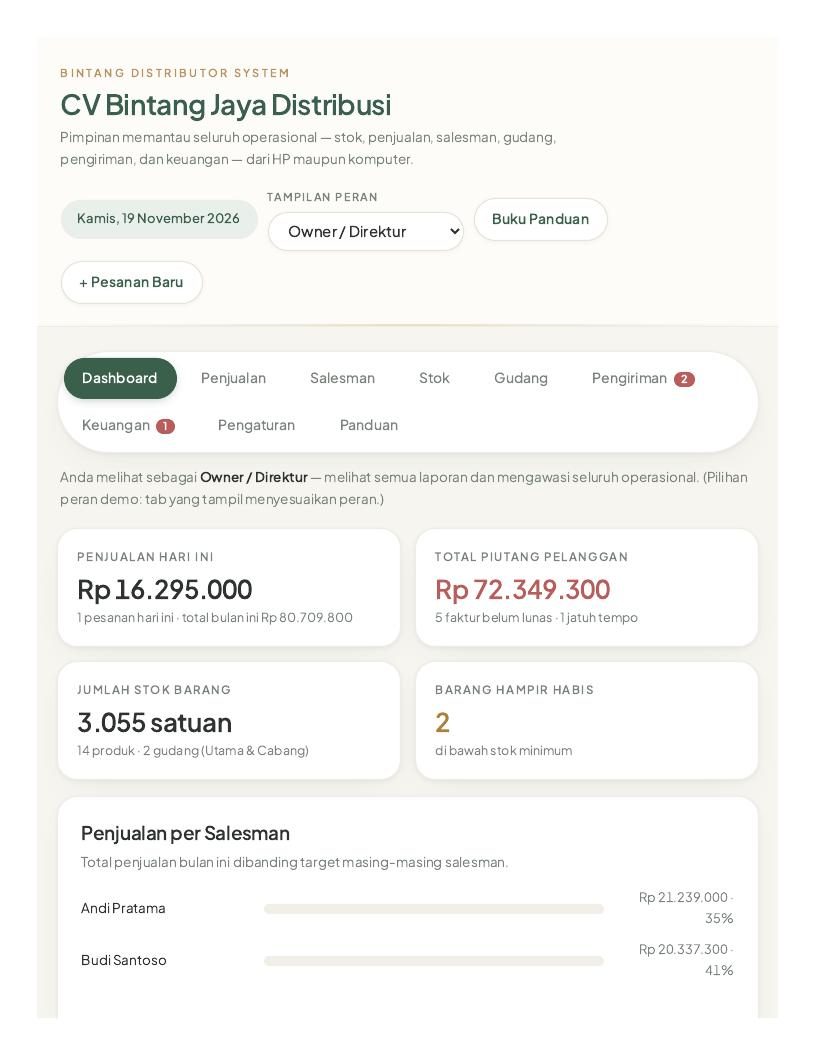 BINTANG DISTRIBUTOR SYSTEM
CV Bintang Jaya Distribusi
Pimpinan memantau seluruh operasional — stok, penjualan, salesman, gudang,
pengiriman, dan keuangan — dari HP maupun komputer.
TAMPILAN PERAN
Kamis, 19 November 2026
Owner / Direktur
Buku Panduan
+ Pesanan Baru
Dashboard Penjualan Salesman Stok Gudang Pengiriman 2
Keuangan 1 Pengaturan Panduan
Anda melihat sebagai Owner / Direktur — melihat semua laporan dan mengawasi seluruh operasional. (Pilihan
peran demo: tab yang tampil menyesuaikan peran.)
PENJUALAN HARI INI
Rp 16.295.000
1 pesanan hari ini · total bulan ini Rp 80.709.800
TOTAL PIUTANG PELANGGAN
Rp 72.349.300
5 faktur belum lunas · 1 jatuh tempo
JUMLAH STOK BARANG
3.055 satuan
14 produk · 2 gudang (Utama & Cabang)
BARANG HAMPIR HABIS
2
di bawah stok minimum
Penjualan per Salesman
Total penjualan bulan ini dibanding target masing-masing salesman.
Andi Pratama
Rp 21.239.000 ·
35%
Budi Santoso
Rp 20.337.300 ·
41%